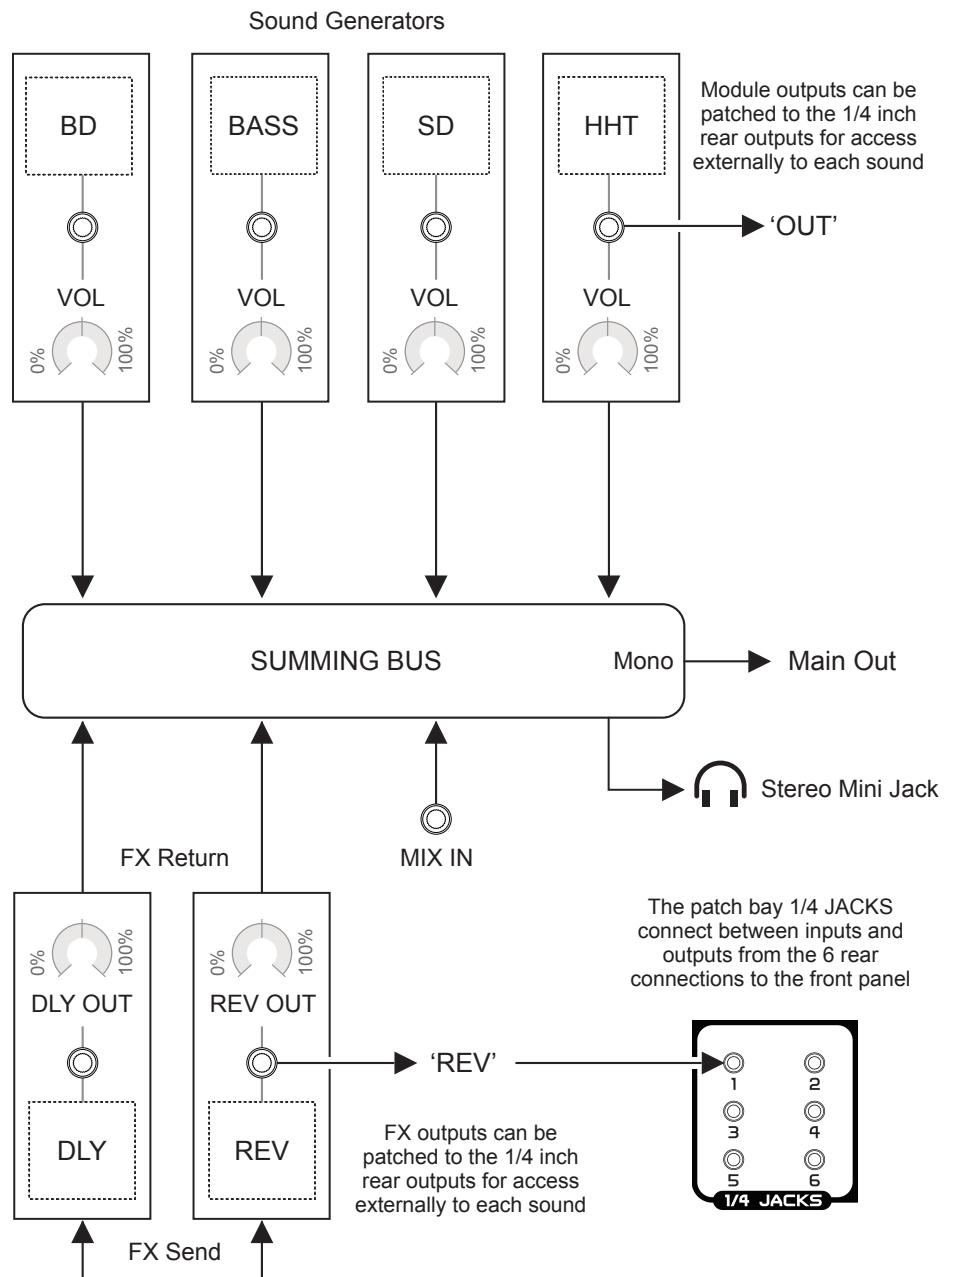 Sound Generators
BD
BASS
SD
HHT
Module outputs can be
patched to the 1/4 inch
rear outputs for access
externally to each sound
'OUT'
VOL
VOL
VOL
VOL
0%
100%
0%
100%
0%
100%
0%
100%
SUMMING BUS
Mono
Main Out
Stereo Mini Jack
MIX IN
FX Return
0%
100%
0%
100%
DLY OUT
REV OUT
The patch bay 1/4 JACKS
connect between inputs and
outputs from the 6 rear
connections to the front panel
'REV'
1
2
3
4
5
6
1/4 JACKS
DLY
REV
FX outputs can be
patched to the 1/4 inch
rear outputs for access
externally to each sound
FX Send